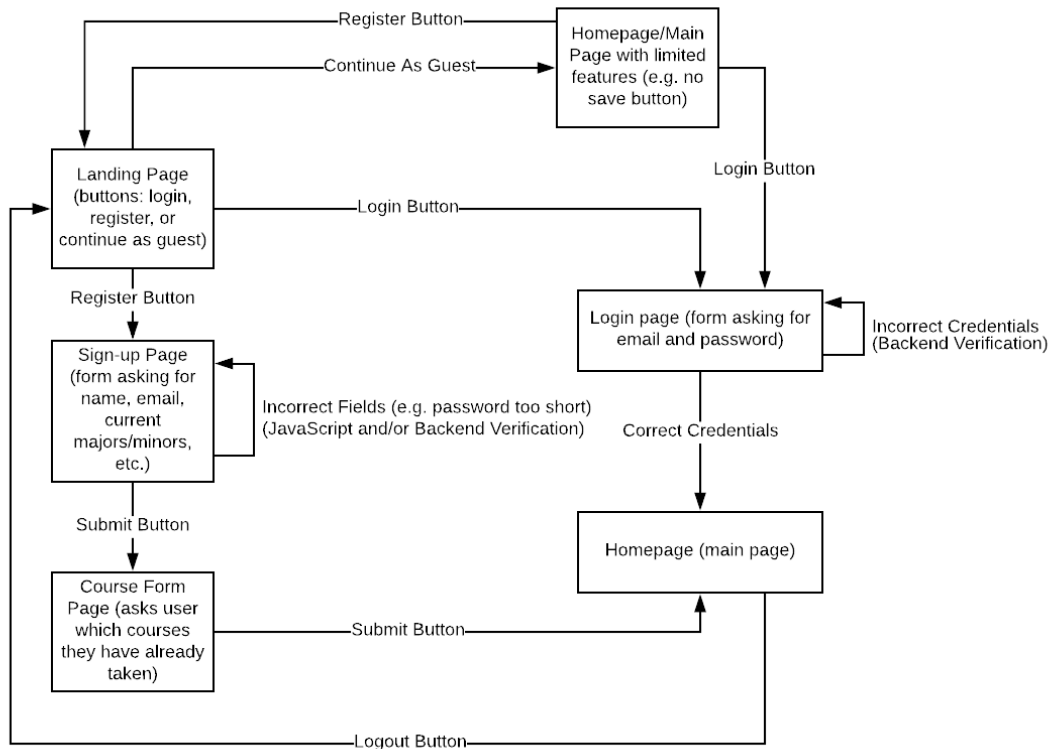 Register Button
Homepage/Main
Page with limited
features (e.g. no
save button)
Continue As Guest
Landing Page
(buttons: login,
register, or
continue as guest)
Login Button
Login Button
Register Button
Login page (form asking for
email and password)
Incorrect Credentials
(Backend Verification)
Sign-up Page
(form asking for
name, email,
current
majors/minors,
etc.)
Incorrect Fields (e.g. password too short)
(JavaScript and/or Backend Verification)
Correct Credentials
Submit Button
Homepage (main page)
Course Form
Page (asks user
which courses
they have already
taken)
Submit Button
Logout Button